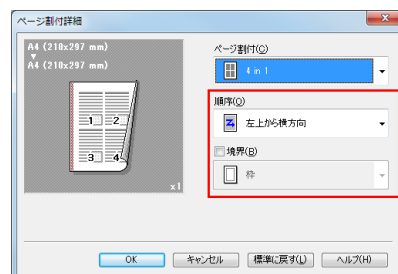 ページ割付詳細
A4 (210x297 mm)
A4 (210x297 mm)
1 2
3 4
x1
ページ割付(C)
4 in 1
順序(O)
左上から横方向
境界(B)
枠
OK
キャンセル
標準に戻す(L)
ヘルプ(H)